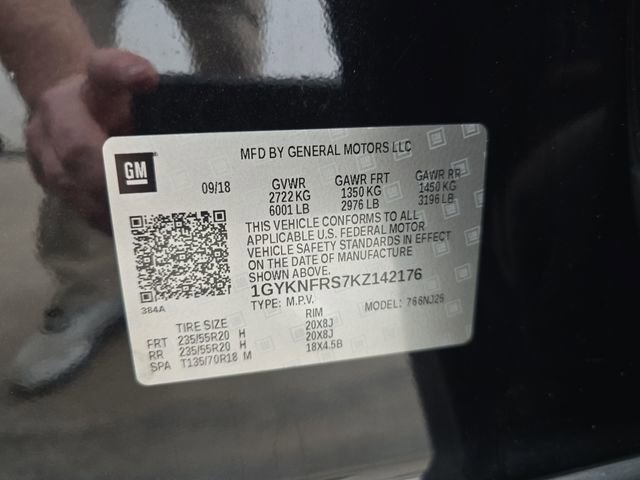 GM
MFD BY GENERAL MOTORS LLC
09/18 GVWR GAWR FRT GAWR RR
2722 KG 1350 KG 1450 KG
6001 LB 2976 LB 3196 LB
THIS VEHICLE CONFORMS TO ALL
APPLICABLE U.S. FEDERAL MOTOR
VEHICLE SAFETY STANDARDS IN EFFECT
ON THE DATE OF MANUFACTURE
SHOWN ABOVE.
1GYKNFRS7KZ142176
384A
TYPE: M.P.V. MODEL: 766NJ26
TIRE SIZE RIM
FRT 235/55R20 H 20X8J
RR 235/55R20 H 20X8J
SPA T135/70R18 M 18X4.5B